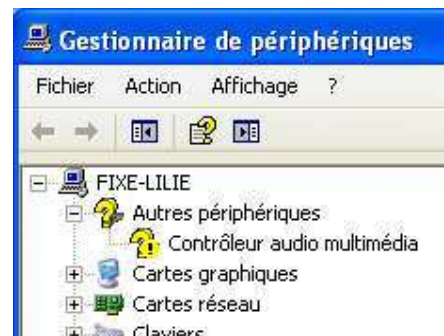 Gestionnaire de périphériques
Fichier Action Affichage ?
FIXE-LILIE
Autres périphériques
Contrôleur audio multimédia
Cartes graphiques
Cartes réseau
Claviers